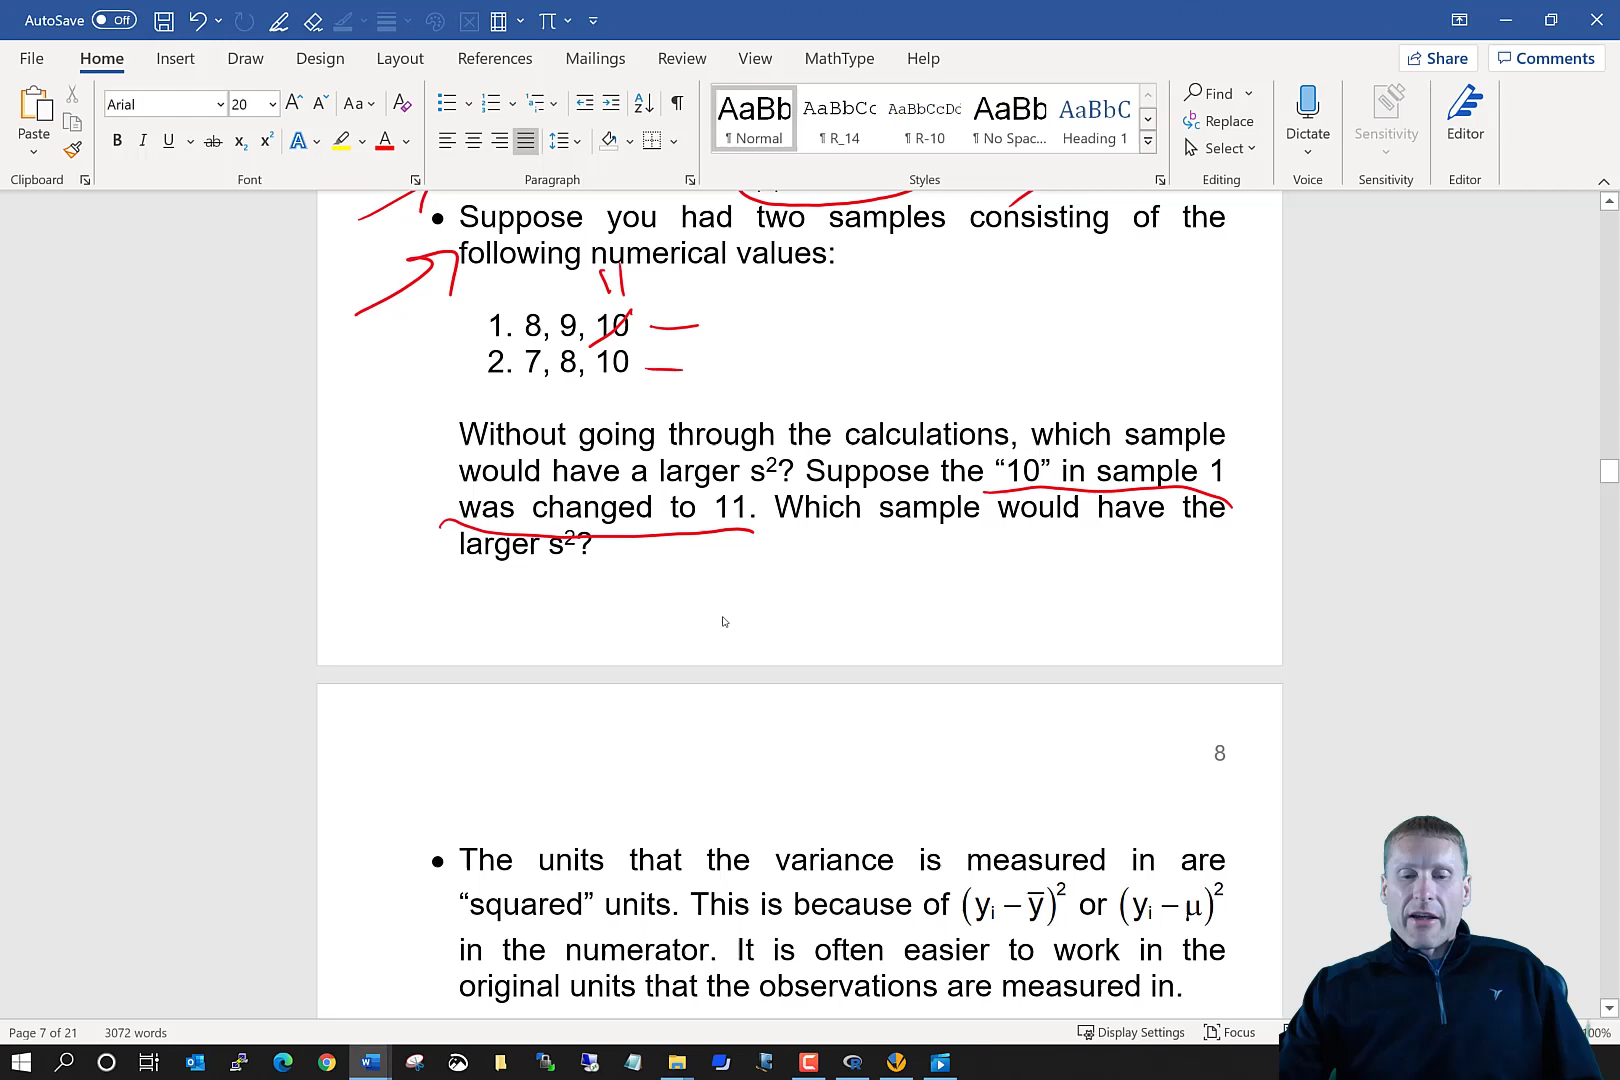 AutoSave Off
File Home Insert Draw Design Layout References Mailings Review View MathType Help Share Comments
Paste Arial 20 Aa
AaBb AaBbCc AaBbCcDc AaBb AaBbC
¶ Normal ¶ R_14 ¶ R-10 ¶ No Spac... Heading 1
Find
Replace
Select
Dictate Sensitivity Editor
Clipboard Font Paragraph Styles Editing Voice Sensitivity Editor
• Suppose you had two samples consisting of the
following numerical values:
11
1. 8, 9, 10
2. 7, 8, 10
Without going through the calculations, which sample
would have a larger s²? Suppose the “10” in sample 1
was changed to 11. Which sample would have the
larger s²?
8
• The units that the variance is measured in are
“squared” units. This is because of (yᵢ − ȳ)² or (yᵢ − μ)²
in the numerator. It is often easier to work in the
original units that the observations are measured in.
Page 7 of 21 3072 words Display Settings Focus 100%